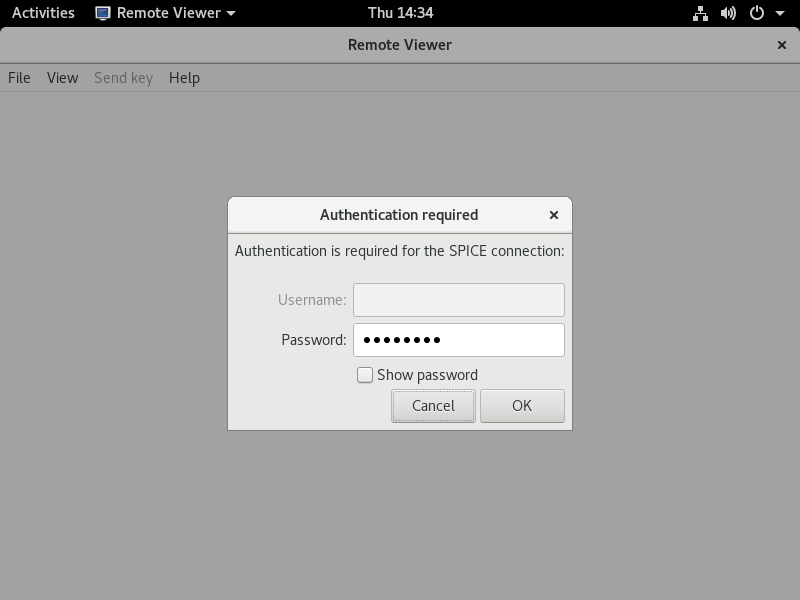 Activities Remote Viewer Thu 14:34
Remote Viewer
File View Send key Help
Authentication required
Authentication is required for the SPICE connection:
Username:
Password: ●●●●●●●●
Show password
Cancel OK